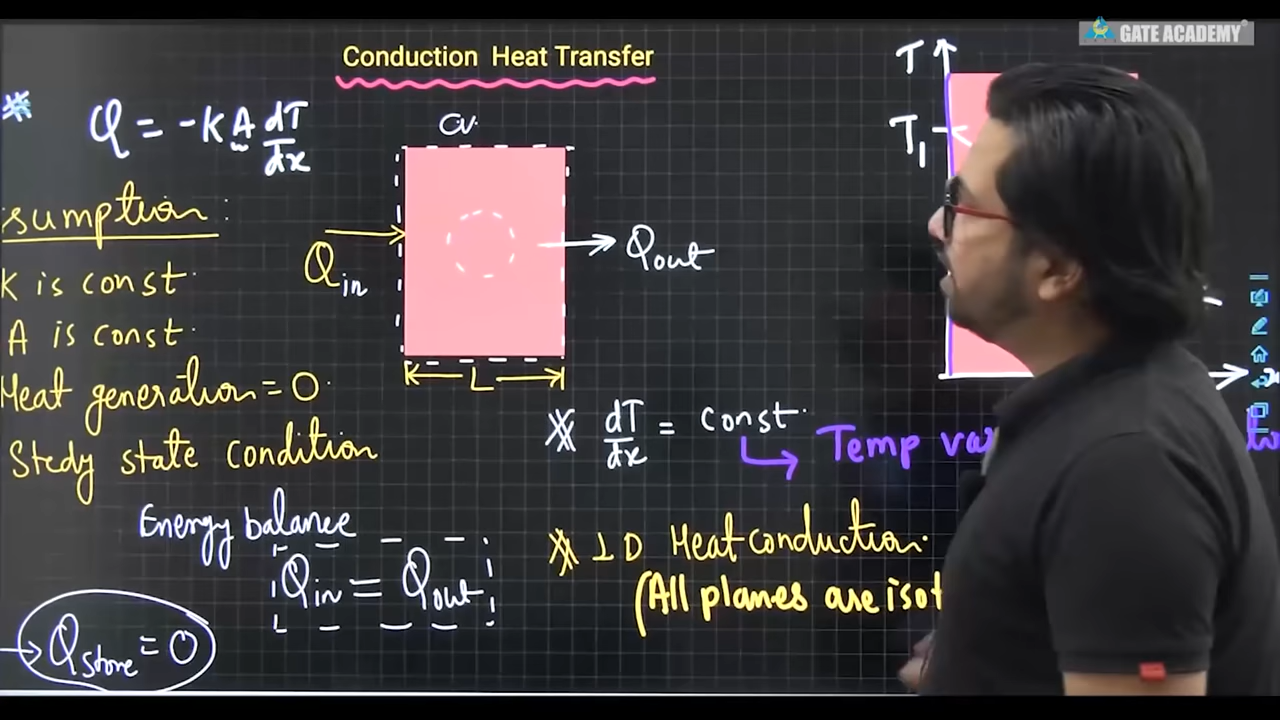 GATE ACADEMY
Conduction Heat Transfer
Q = -KA dT/dx
sumption:
K is const.
A is const.
Heat generation = 0.
Stedy state condition
Energy balance
Qin = Qout
Qstore = 0
Qin
Qout
L
T
T1
dT/dx = const.
Temp va
1 D Heat conduction.
(All planes are isot
x